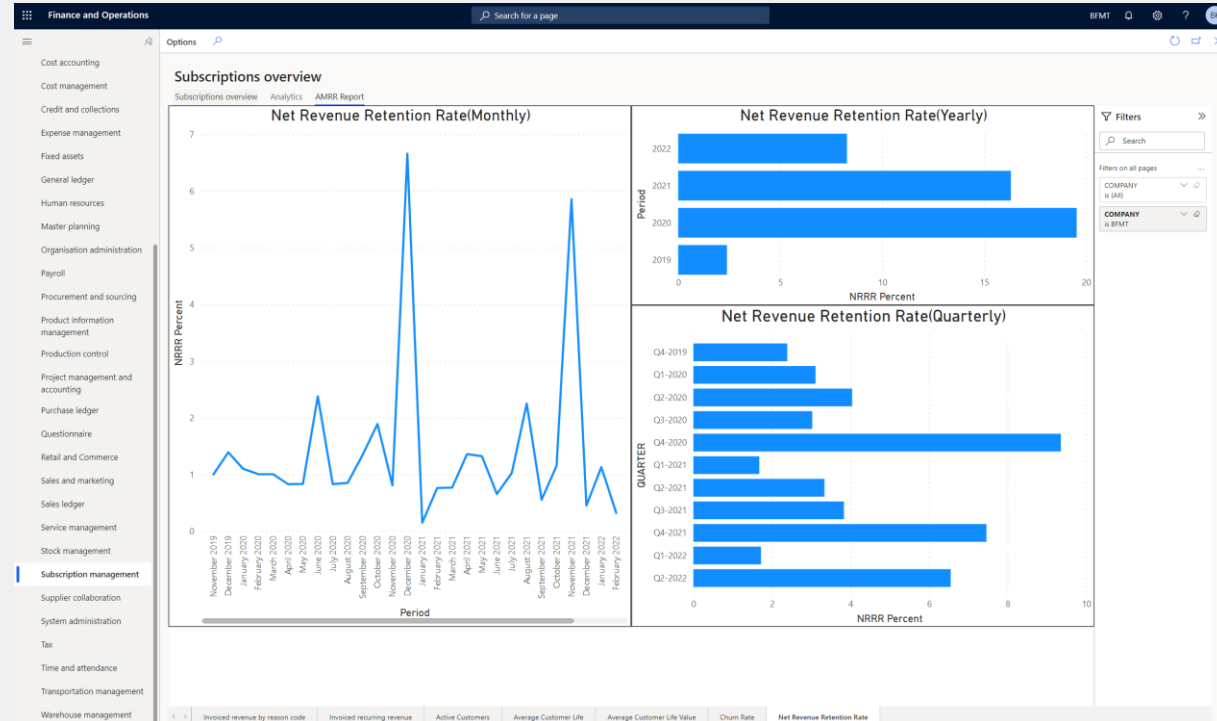 Finance and Operations
Search for a page
BFMT
?
Options
Cost accounting
Cost management
Credit and collections
Expense management
Fixed assets
General ledger
Human resources
Master planning
Organisation administration
Payroll
Procurement and sourcing
Product information
management
Production control
Project management and
accounting
Purchase ledger
Questionnaire
Retail and Commerce
Sales and marketing
Sales ledger
Service management
Stock management
Subscription management
Supplier collaboration
System administration
Tax
Time and attendance
Transportation management
Warehouse management
Subscriptions overview
Subscriptions overview Analytics AMRR Report
Net Revenue Retention Rate(Monthly)
NRRR Percent
7
6
5
4
3
2
1
0
November 2019
December 2019
January 2020
February 2020
March 2020
April 2020
May 2020
June 2020
July 2020
August 2020
September 2020
October 2020
November 2020
December 2020
January 2021
February 2021
March 2021
April 2021
May 2021
June 2021
July 2021
August 2021
September 2021
October 2021
November 2021
December 2021
January 2022
February 2022
Period
Net Revenue Retention Rate(Yearly)
Period
2022
2021
2020
2019
0 5 10 15 20
NRRR Percent
Net Revenue Retention Rate(Quarterly)
QUARTER
Q4-2019
Q1-2020
Q2-2020
Q3-2020
Q4-2020
Q1-2021
Q2-2021
Q3-2021
Q4-2021
Q1-2022
Q2-2022
0 2 4 6 8 10
NRRR Percent
Filters
Search
Filters on all pages ...
COMPANY
is (All)
COMPANY
is BFMT
Invoiced revenue by reason code Invoiced recurring revenue Active Customers Average Customer Life Average Customer Life Value Churn Rate Net Revenue Retention Rate